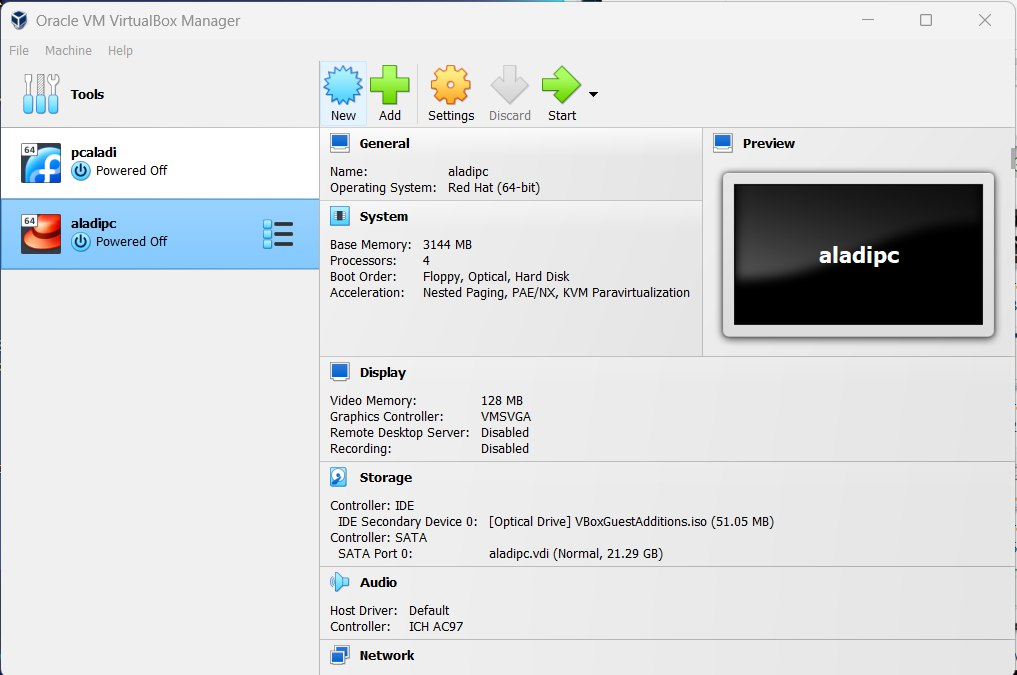 Oracle VM VirtualBox Manager
File Machine Help
Tools
New Add Settings Discard Start
64 pcaladi
Powered Off
64 aladipc
Powered Off
General
Name: aladipc
Operating System: Red Hat (64-bit)
System
Base Memory: 3144 MB
Processors: 4
Boot Order: Floppy, Optical, Hard Disk
Acceleration: Nested Paging, PAE/NX, KVM Paravirtualization
Preview
aladipc
Display
Video Memory: 128 MB
Graphics Controller: VMSVGA
Remote Desktop Server: Disabled
Recording: Disabled
Storage
Controller: IDE
IDE Secondary Device 0: [Optical Drive] VBoxGuestAdditions.iso (51.05 MB)
Controller: SATA
SATA Port 0: aladipc.vdi (Normal, 21.29 GB)
Audio
Host Driver: Default
Controller: ICH AC97
Network